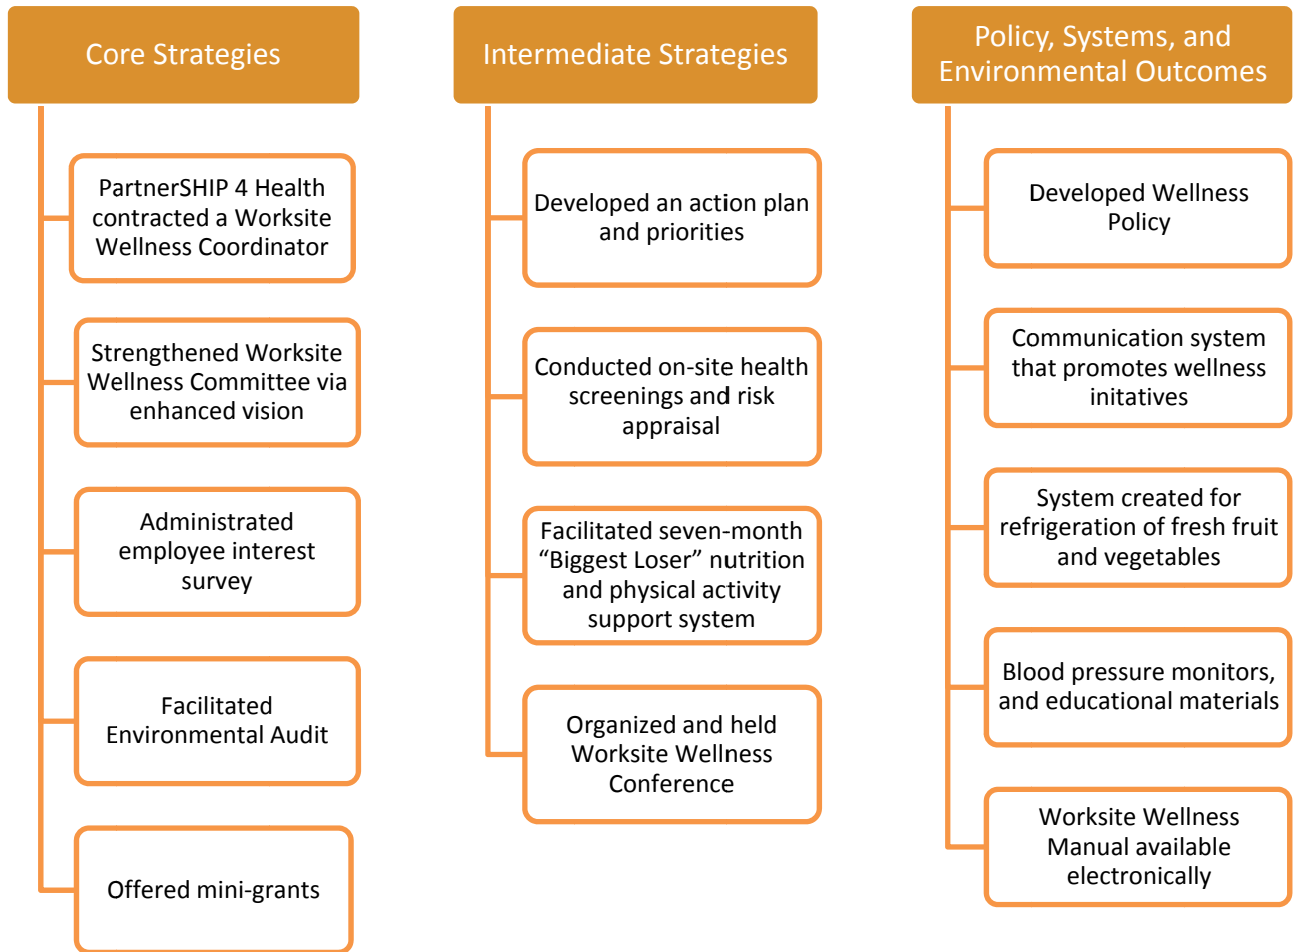 Core Strategies
PartnerSHIP 4 Health
contracted a Worksite
Wellness Coordinator
Strengthened Worksite
Wellness Committee via
enhanced vision
Administrated
employee interest
survey
Facilitated
Environmental Audit
Offered mini-grants
Intermediate Strategies
Developed an action plan
and priorities
Conducted on-site health
screenings and risk
appraisal
Facilitated seven-month
“Biggest Loser” nutrition
and physical activity
support system
Organized and held
Worksite Wellness
Conference
Policy, Systems, and
Environmental Outcomes
Developed Wellness
Policy
Communication system
that promotes wellness
initatives
System created for
refrigeration of fresh fruit
and vegetables
Blood pressure monitors,
and educational materials
Worksite Wellness
Manual available
electronically